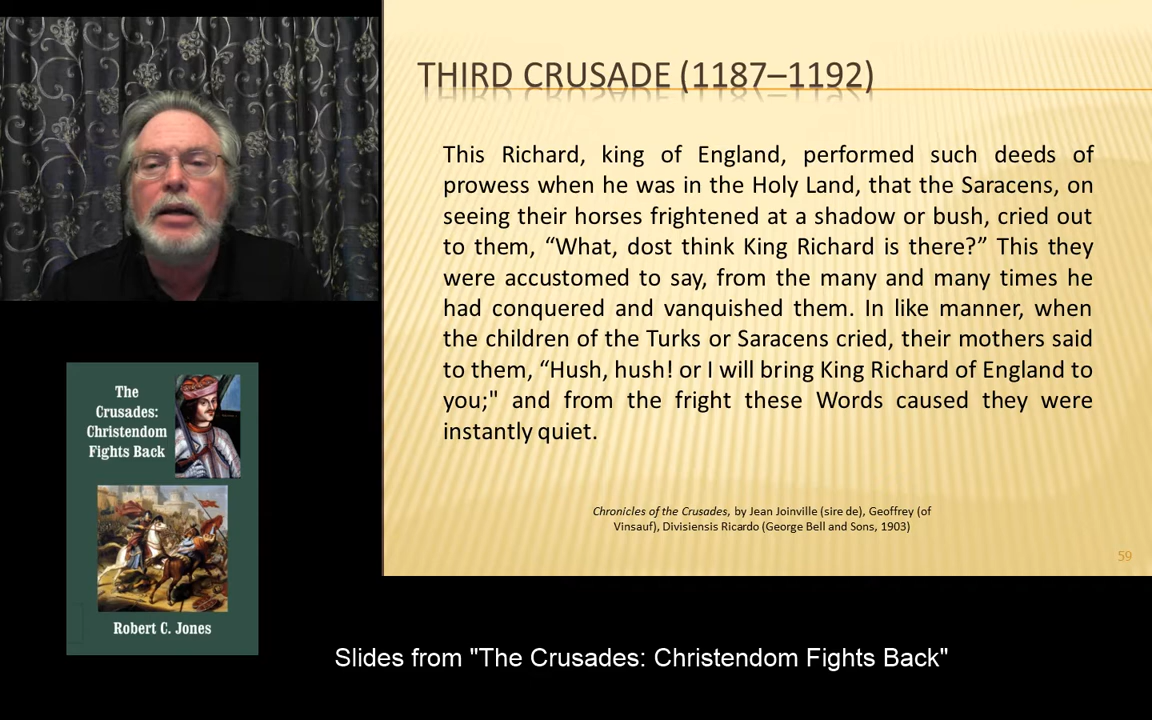 THIRD CRUSADE (1187–1192)
This Richard, king of England, performed such deeds of
prowess when he was in the Holy Land, that the Saracens, on
seeing their horses frightened at a shadow or bush, cried out
to them, “What, dost think King Richard is there?” This they
were accustomed to say, from the many and many times he
had conquered and vanquished them. In like manner, when
the children of the Turks or Saracens cried, their mothers said
to them, “Hush, hush! or I will bring King Richard of England to
you;" and from the fright these Words caused they were
instantly quiet.
Chronicles of the Crusades, by Jean Joinville (sire de), Geoffrey (of
Vinsauf), Divisiensis Ricardo (George Bell and Sons, 1903)
59
The
Crusades:
Christendom
Fights Back
Robert C. Jones
Slides from "The Crusades: Christendom Fights Back"